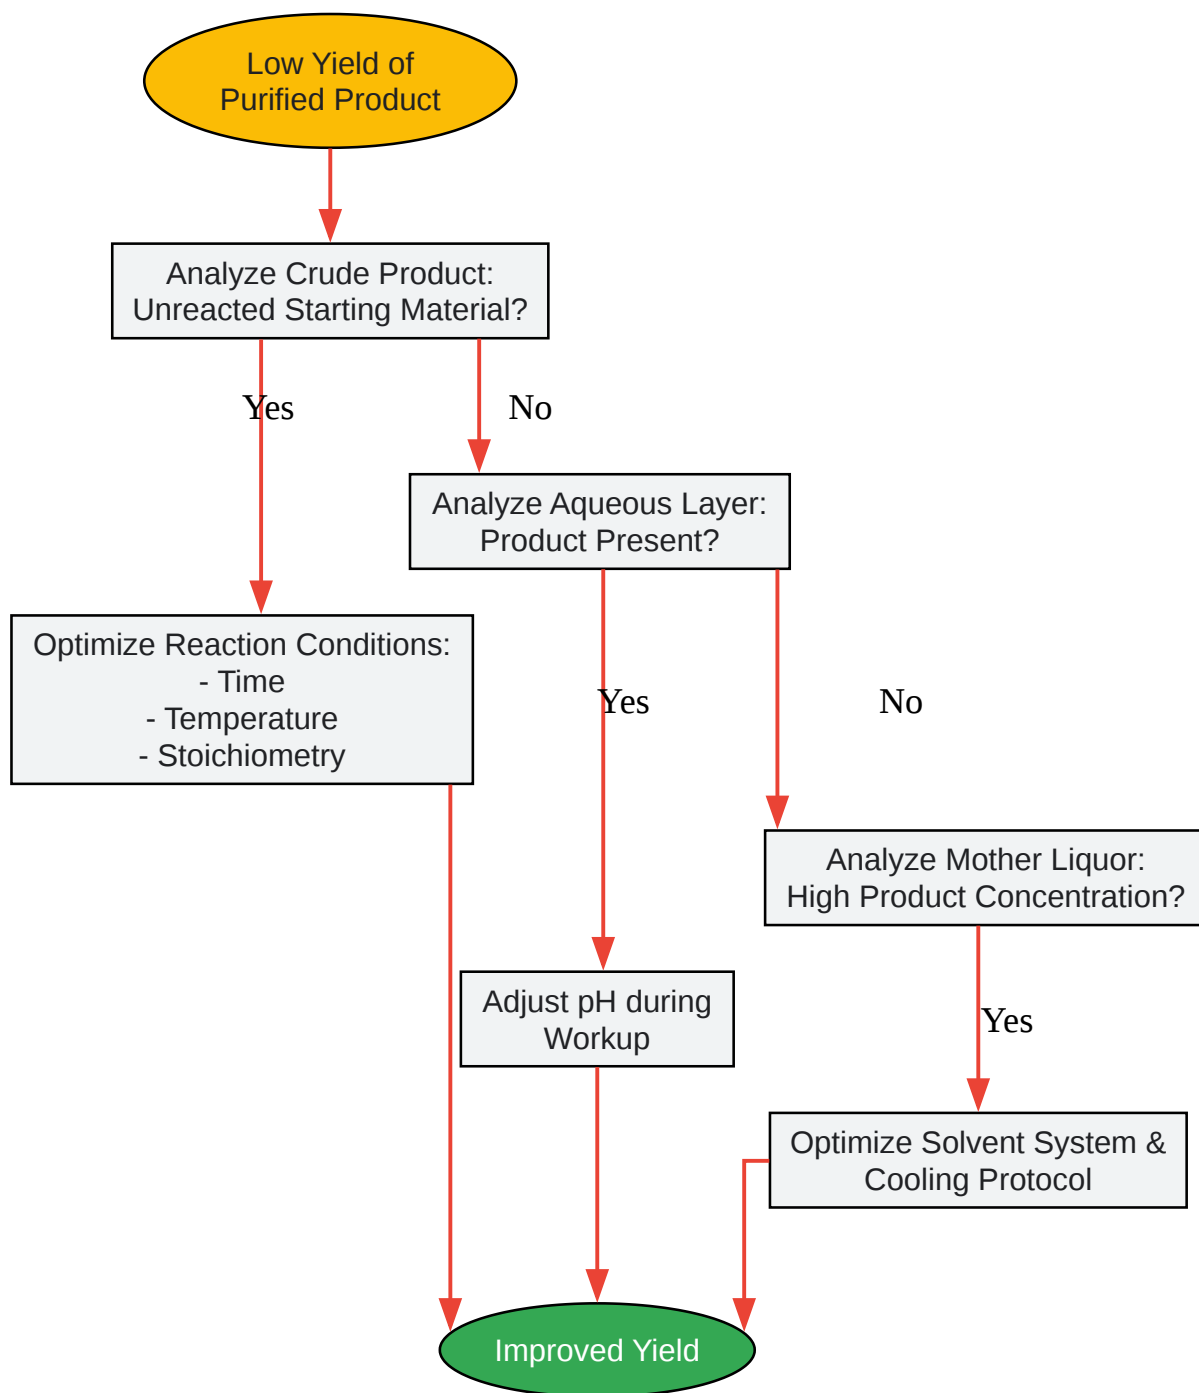 Low Yield of
Purified Product
Analyze Crude Product:
Unreacted Starting Material?
Yes
No
Analyze Aqueous Layer:
Product Present?
Optimize Reaction Conditions:
- Time
- Temperature
- Stoichiometry
Yes
No
Analyze Mother Liquor:
High Product Concentration?
Adjust pH during
Workup
Yes
Optimize Solvent System &
Cooling Protocol
Improved Yield